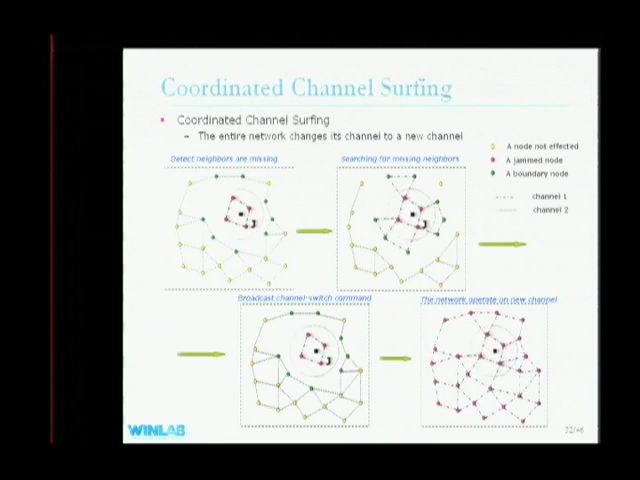 Coordinated Channel Surfing
Coordinated Channel Surfing
– The entire network changes its channel to a new channel
Detect neighbors are missing
Searching for missing neighbors
A node not effected
A jammed node
A boundary node
channel 1
channel 2
J
J
Broadcast channel-switch command
The network operate on new channel
J
J
WINLAB